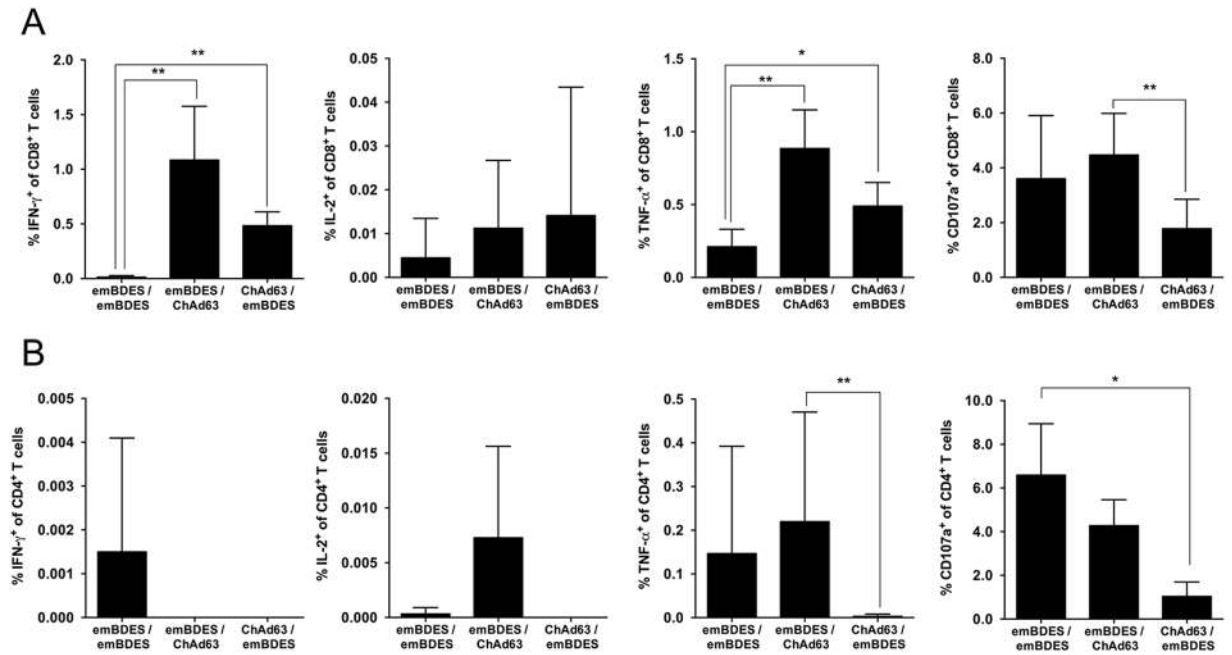 A
% IFN-γ⁺ of CD8⁺ T cells
2.0
1.5
1.0
0.5
0.0
**
**
emBDES / emBDES / ChAd63 /
emBDES ChAd63 emBDES
% IL-2⁺ of CD8⁺ T cells
0.05
0.04
0.03
0.02
0.01
0.00
emBDES / emBDES / ChAd63 /
emBDES ChAd63 emBDES
% TNF-α⁺ of CD8⁺ T cells
1.5
1.0
0.5
0.0
*
**
emBDES / emBDES / ChAd63 /
emBDES ChAd63 emBDES
% CD107a⁺ of CD8⁺ T cells
8.0
6.0
4.0
2.0
0.0
**
emBDES / emBDES / ChAd63 /
emBDES ChAd63 emBDES
B
% IFN-γ⁺ of CD4⁺ T cells
0.005
0.004
0.003
0.002
0.001
0.000
emBDES / emBDES / ChAd63 /
emBDES ChAd63 emBDES
% IL-2⁺ of CD4⁺ T cells
0.020
0.015
0.010
0.005
0.000
emBDES / emBDES / ChAd63 /
emBDES ChAd63 emBDES
% TNF-α⁺ of CD4⁺ T cells
0.5
0.4
0.3
0.2
0.1
0.0
**
emBDES / emBDES / ChAd63 /
emBDES ChAd63 emBDES
% CD107a⁺ of CD4⁺ T cells
10.0
8.0
6.0
4.0
2.0
0.0
*
emBDES / emBDES / ChAd63 /
emBDES ChAd63 emBDES